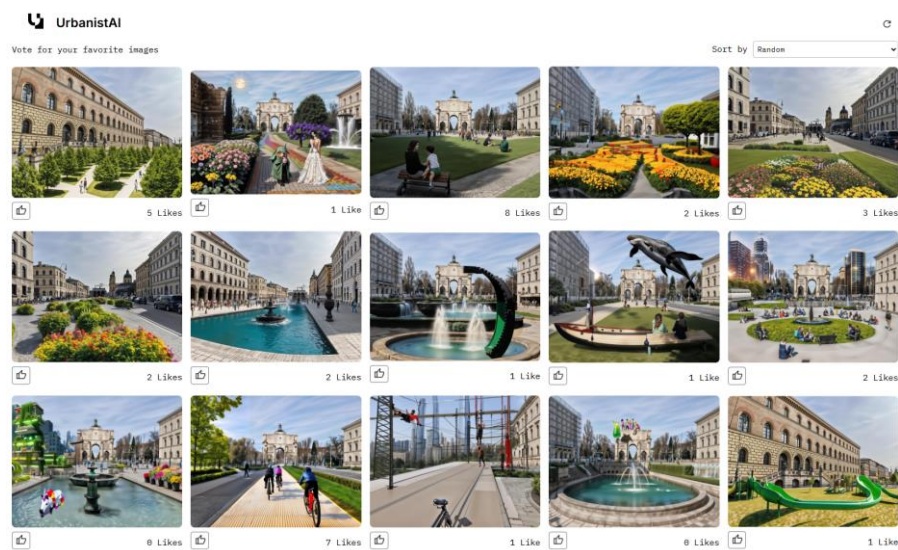 UrbanistAI
Vote for your favorite images
Sort by Random
5 Likes
1 Like
8 Likes
2 Likes
3 Likes
2 Likes
2 Likes
1 Like
1 Like
2 Likes
0 Likes
7 Likes
1 Like
0 Likes
1 Like